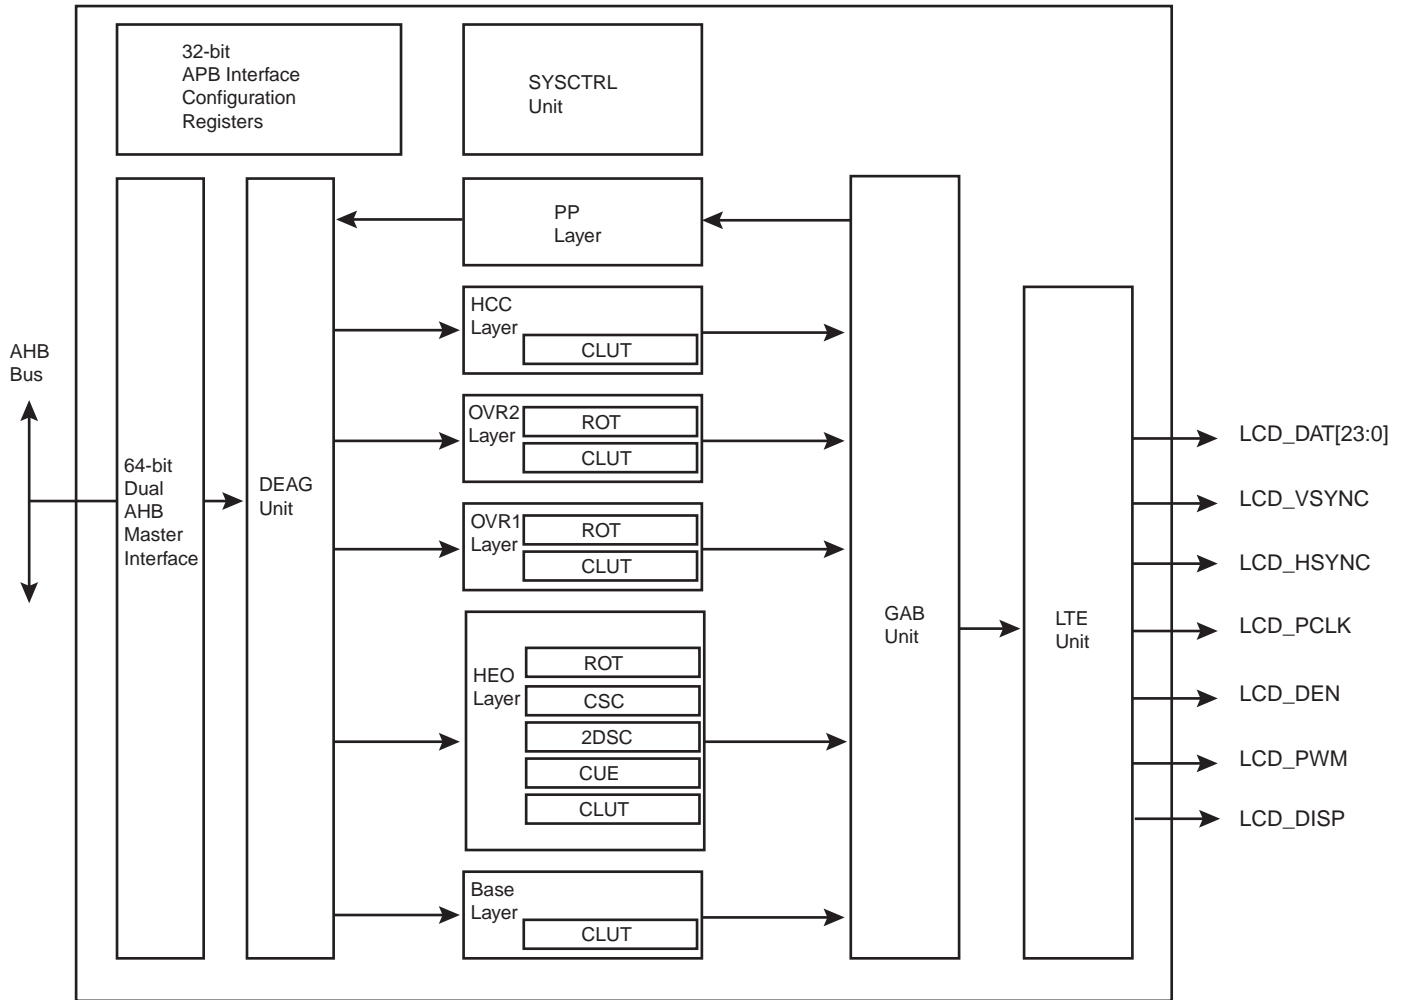 32-bit
APB Interface
Configuration
Registers
SYSCTRL
Unit
PP
Layer
HCC
Layer
CLUT
AHB
Bus
OVR2
Layer
ROT
CLUT
64-bit
Dual
AHB
Master
Interface
DEAG
Unit
OVR1
Layer
ROT
CLUT
HEO
Layer
ROT
CSC
2DSC
CUE
CLUT
Base
Layer
CLUT
GAB
Unit
LTE
Unit
LCD_DAT[23:0]
LCD_VSYNC
LCD_HSYNC
LCD_PCLK
LCD_DEN
LCD_PWM
LCD_DISP